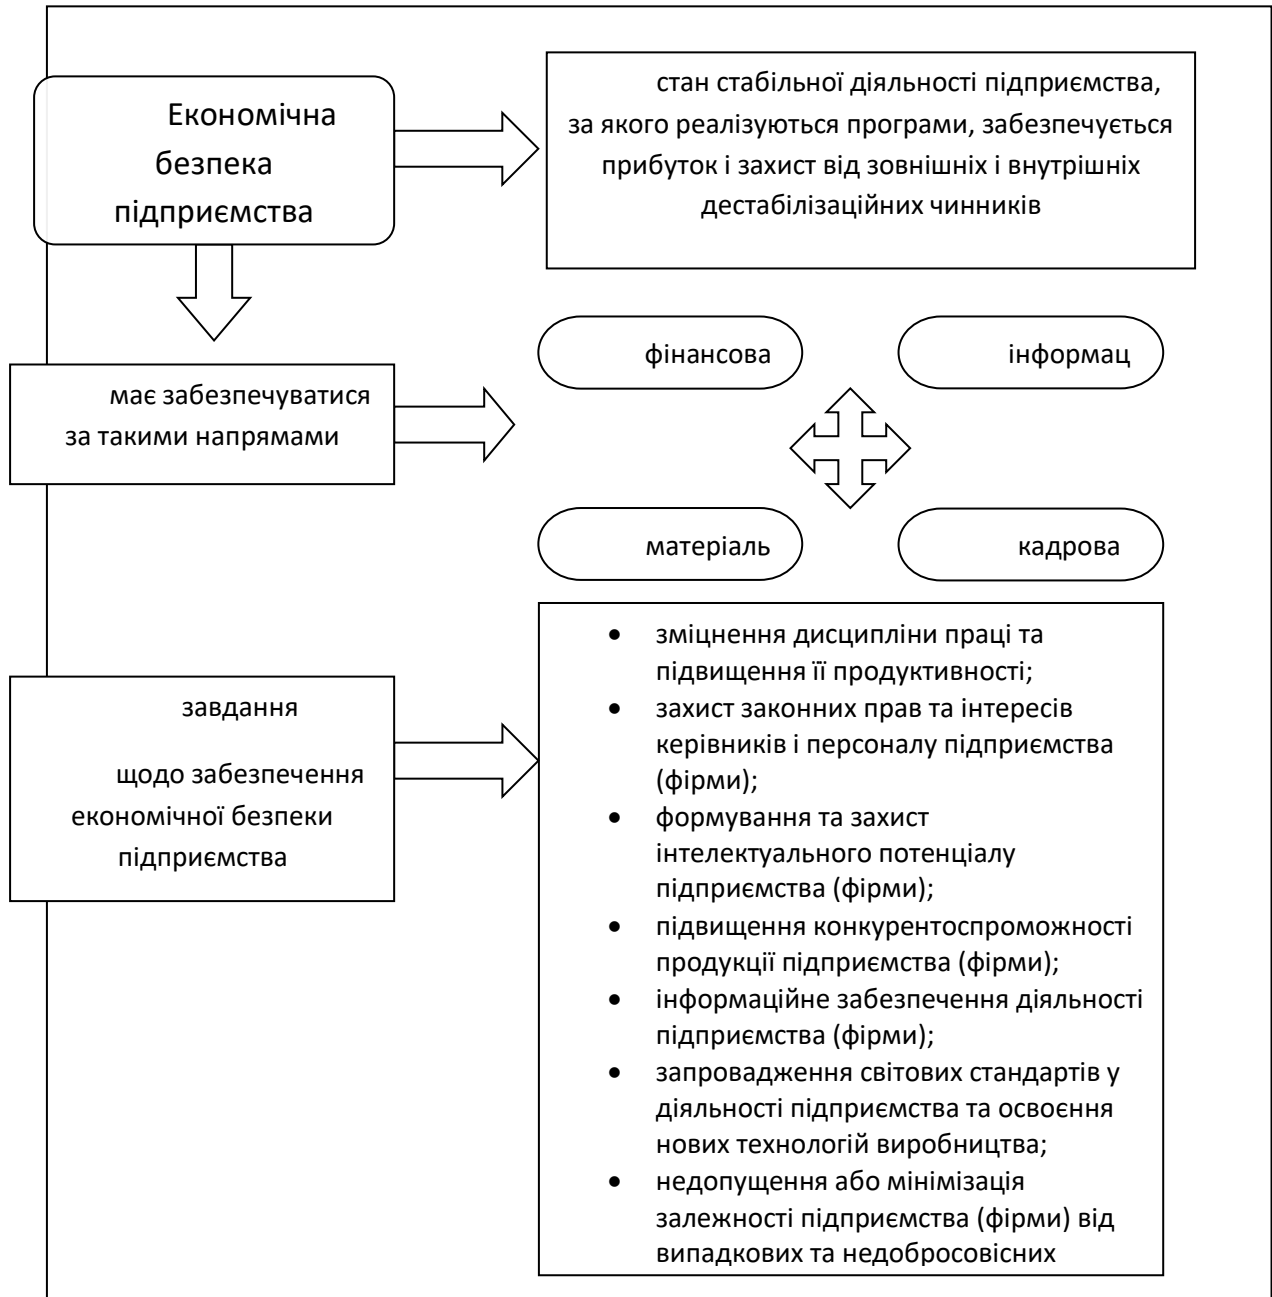 Економічна
безпека
підприємства
стан стабільної діяльності підприємства,
за якого реалізуються програми, забезпечується
прибуток і захист від зовнішніх і внутрішніх
дестабілізаційних чинників
має забезпечуватися
за такими напрямами
фінансова
інформац
матеріаль
кадрова
завдання
щодо забезпечення
економічної безпеки
підприємства
• зміцнення дисципліни праці та
підвищення її продуктивності;
• захист законних прав та інтересів
керівників і персоналу підприємства
(фірми);
• формування та захист
інтелектуального потенціалу
підприємства (фірми);
• підвищення конкурентоспроможності
продукції підприємства (фірми);
• інформаційне забезпечення діяльності
підприємства (фірми);
• запровадження світових стандартів у
діяльності підприємства та освоєння
нових технологій виробництва;
• недопущення або мінімізація
залежності підприємства (фірми) від
випадкових та недобросовісних